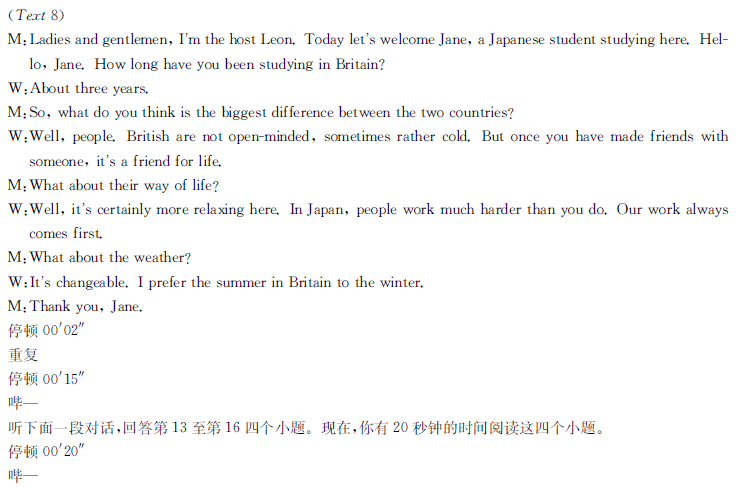 (Text 8)
M:Ladies and gentlemen, I'm the host Leon. Today let's welcome Jane, a Japanese student studying here. Hel-
lo, Jane. How long have you been studying in Britain?
W:About three years.
M:So, what do you think is the biggest difference between the two countries?
W:Well, people. British are not open-minded, sometimes rather cold. But once you have made friends with
someone, it's a friend for life.
M:What about their way of life?
W:Well, it's certainly more relaxing here. In Japan, people work much harder than you do. Our work always
comes first.
M:What about the weather?
W:It's changeable. I prefer the summer in Britain to the winter.
M:Thank you, Jane.
停顿 00′02″
重复
停顿 00′15″
哔—
听下面一段对话,回答第 13 至第 16 四个小题。现在,你有 20 秒钟的时间阅读这四个小题。
停顿 00′20″
哔—